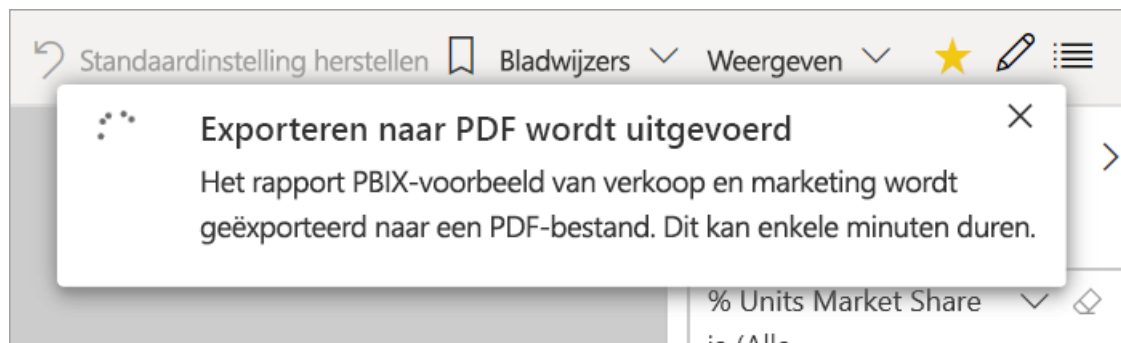 Standaardinstelling herstellen Bladwijzers Weergeven
Exporteren naar PDF wordt uitgevoerd
Het rapport PBIX-voorbeeld van verkoop en marketing wordt
geëxporteerd naar een PDF-bestand. Dit kan enkele minuten duren.
% Units Market Share